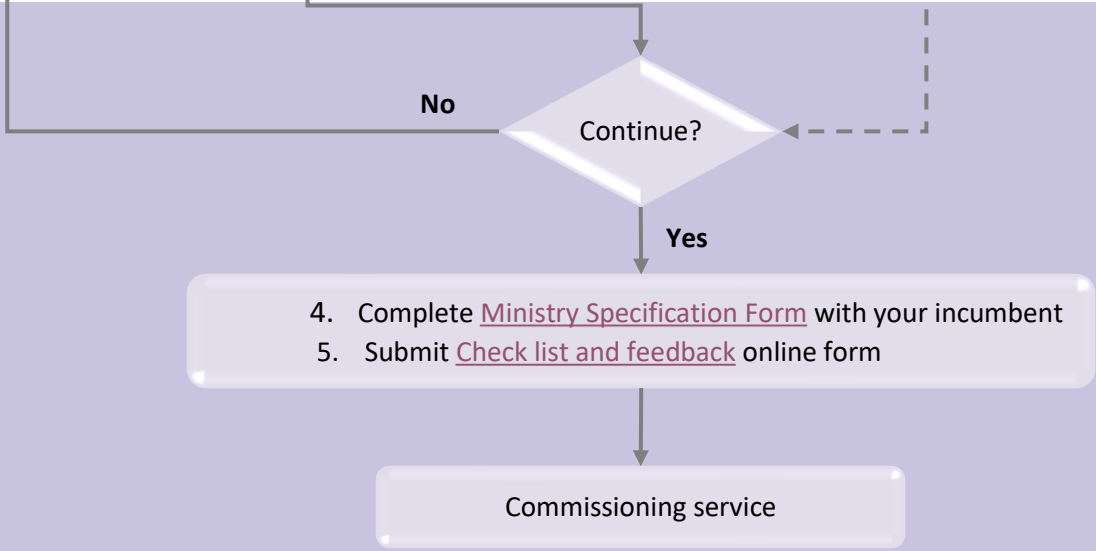 No
Continue?
Yes
4. Complete Ministry Specification Form with your incumbent
5. Submit Check list and feedback online form
Commissioning service